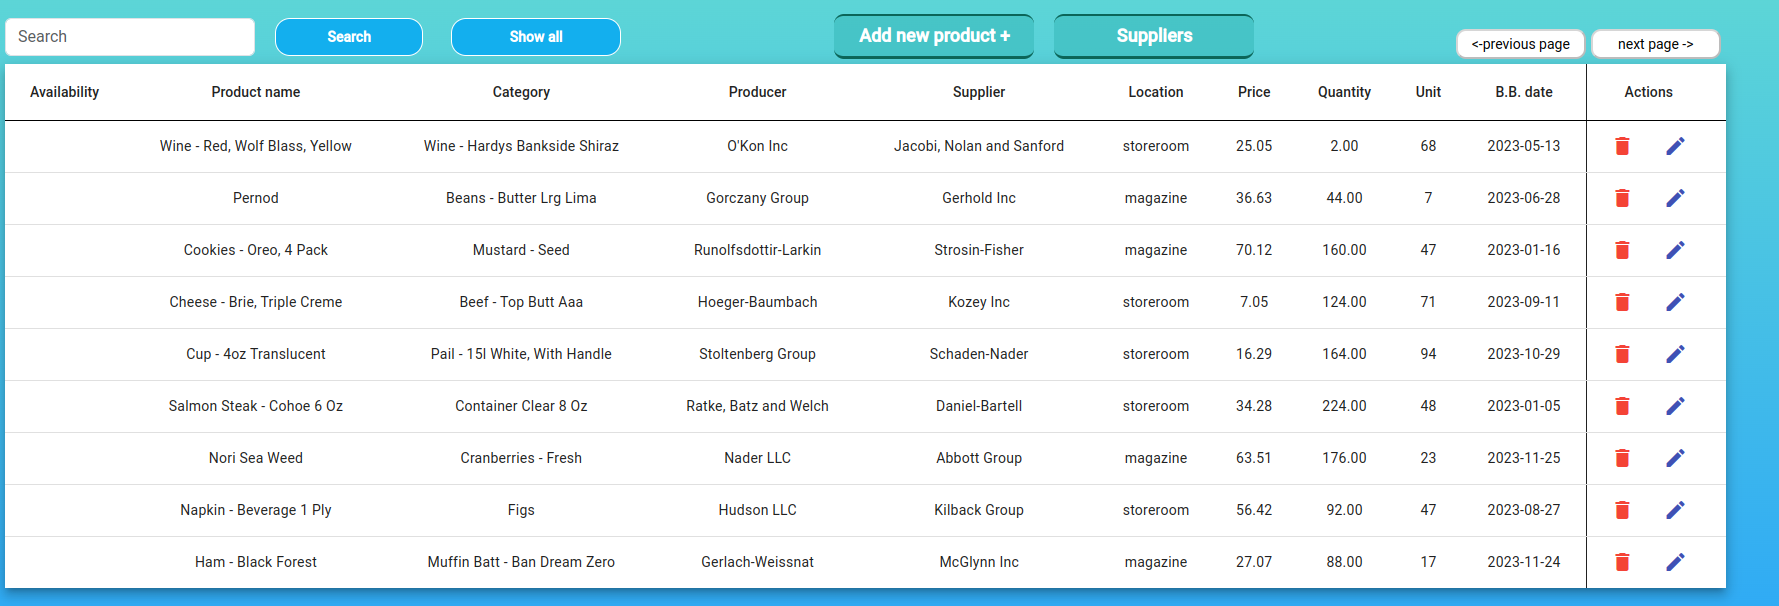 Search Search Show all Add new product + Suppliers <-previous page next page ->
Availability Product name Category Producer Supplier Location Price Quantity Unit B.B. date Actions
Wine - Red, Wolf Blass, Yellow Wine - Hardys Bankside Shiraz O'Kon Inc Jacobi, Nolan and Sanford storeroom 25.05 2.00 68 2023-05-13
Pernod Beans - Butter Lrg Lima Gorczany Group Gerhold Inc magazine 36.63 44.00 7 2023-06-28
Cookies - Oreo, 4 Pack Mustard - Seed Runolfsdottir-Larkin Strosin-Fisher magazine 70.12 160.00 47 2023-01-16
Cheese - Brie, Triple Creme Beef - Top Butt Aaa Hoeger-Baumbach Kozey Inc storeroom 7.05 124.00 71 2023-09-11
Cup - 4oz Translucent Pail - 15l White, With Handle Stoltenberg Group Schaden-Nader storeroom 16.29 164.00 94 2023-10-29
Salmon Steak - Cohoe 6 Oz Container Clear 8 Oz Ratke, Batz and Welch Daniel-Bartell storeroom 34.28 224.00 48 2023-01-05
Nori Sea Weed Cranberries - Fresh Nader LLC Abbott Group magazine 63.51 176.00 23 2023-11-25
Napkin - Beverage 1 Ply Figs Hudson LLC Kilback Group storeroom 56.42 92.00 47 2023-08-27
Ham - Black Forest Muffin Batt - Ban Dream Zero Gerlach-Weissnat McGlynn Inc magazine 27.07 88.00 17 2023-11-24